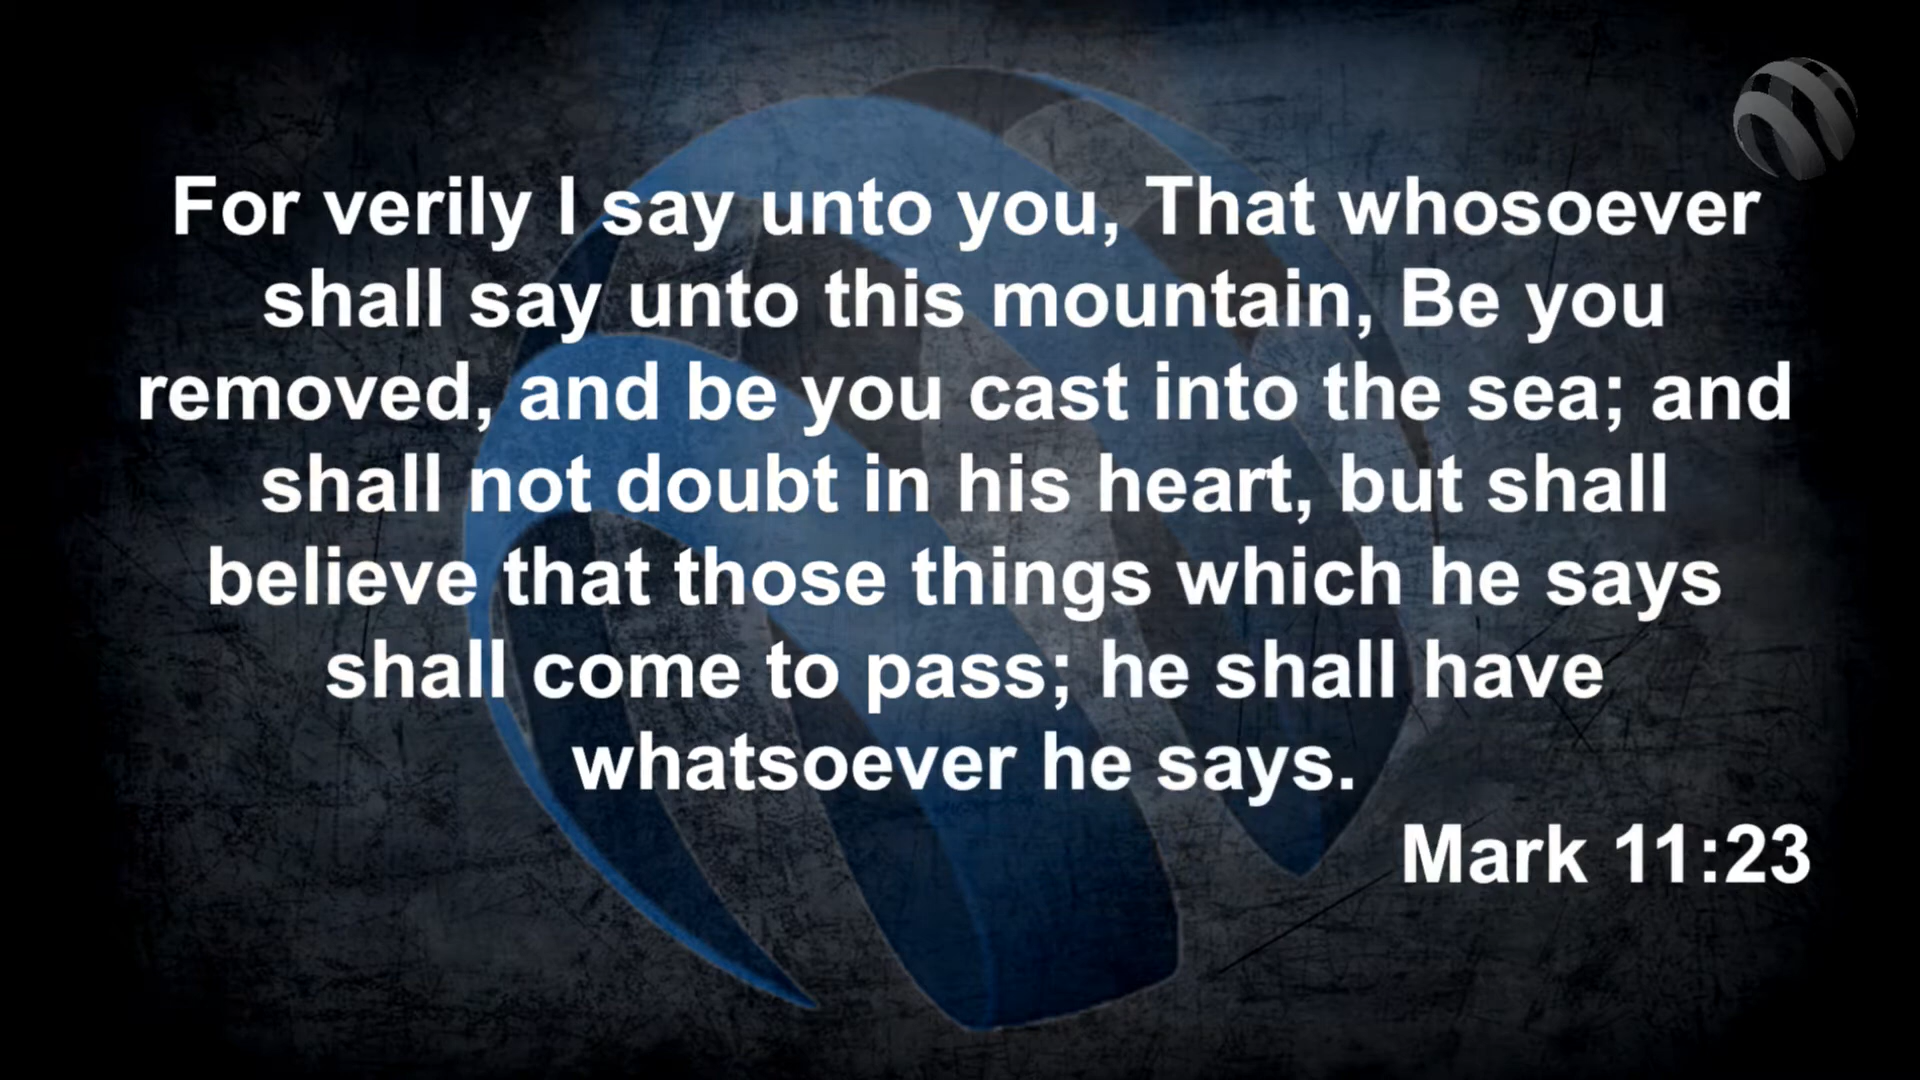 For verily I say unto you, That whosoever
shall say unto this mountain, Be you
removed, and be you cast into the sea; and
shall not doubt in his heart, but shall
believe that those things which he says
shall come to pass; he shall have
whatsoever he says.
Mark 11:23